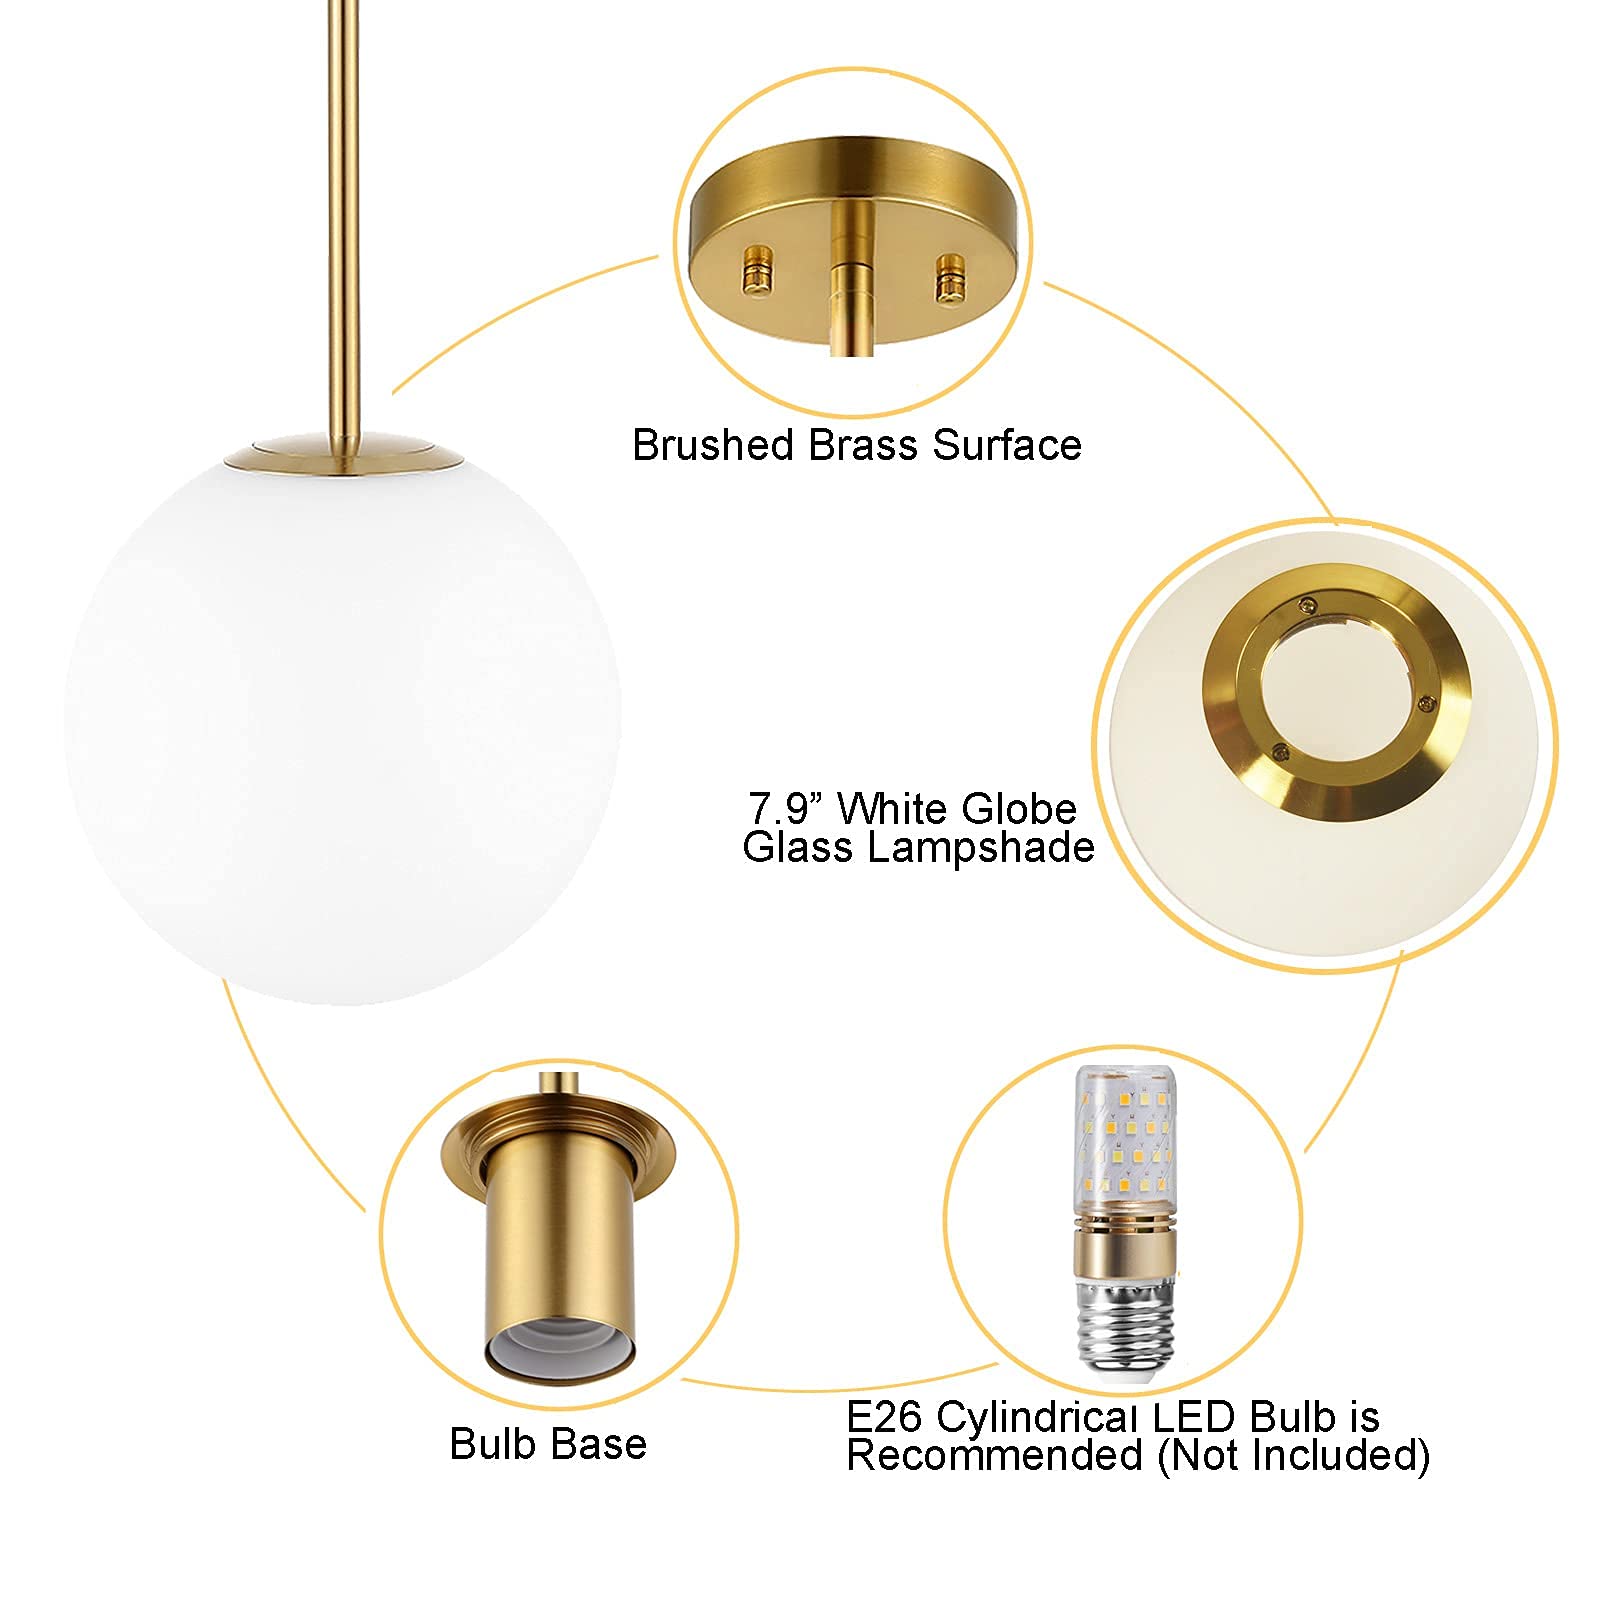 Brushed Brass Surface
7.9” White Globe
Glass Lampshade
Bulb Base
E26 Cylindrical LED Bulb is
Recommended (Not Included)